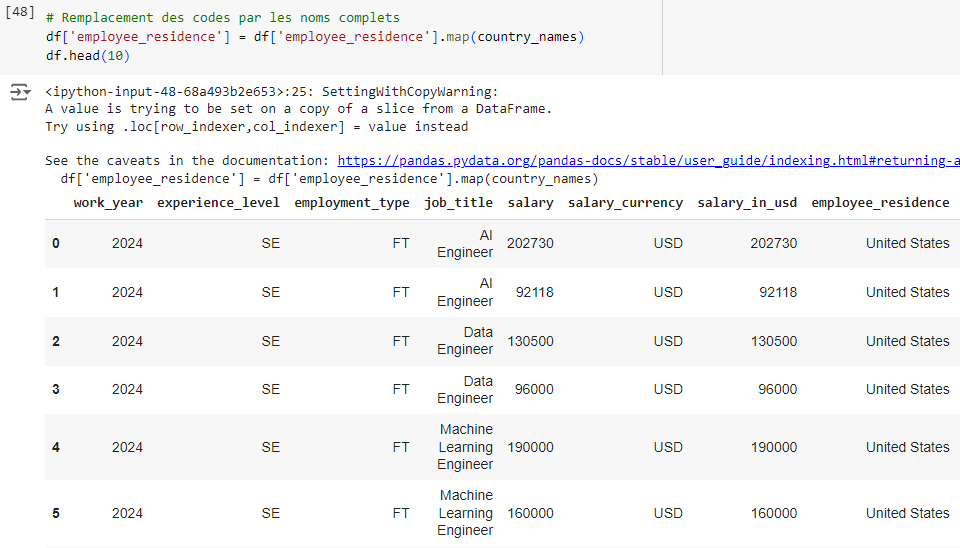 [48] # Remplacement des codes par les noms complets
df['employee_residence'] = df['employee_residence'].map(country_names)
df.head(10)
<ipython-input-48-68a493b2e653>:25: SettingWithCopyWarning:
A value is trying to be set on a copy of a slice from a DataFrame.
Try using .loc[row_indexer,col_indexer] = value instead
See the caveats in the documentation: https://pandas.pydata.org/pandas-docs/stable/user_guide/indexing.html#returning-a
df['employee_residence'] = df['employee_residence'].map(country_names)
work_year experience_level employment_type job_title salary salary_currency salary_in_usd employee_residence
0 2024 SE FT AI Engineer 202730 USD 202730 United States
1 2024 SE FT AI Engineer 92118 USD 92118 United States
2 2024 SE FT Data Engineer 130500 USD 130500 United States
3 2024 SE FT Data Engineer 96000 USD 96000 United States
4 2024 SE FT Machine Learning Engineer 190000 USD 190000 United States
5 2024 SE FT Machine Learning Engineer 160000 USD 160000 United States